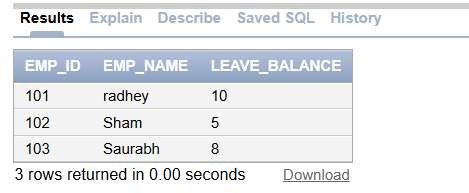 Results Explain Describe Saved SQL History
EMP_ID EMP_NAME LEAVE_BALANCE
101 radhey 10
102 Sham 5
103 Saurabh 8
3 rows returned in 0.00 seconds Download